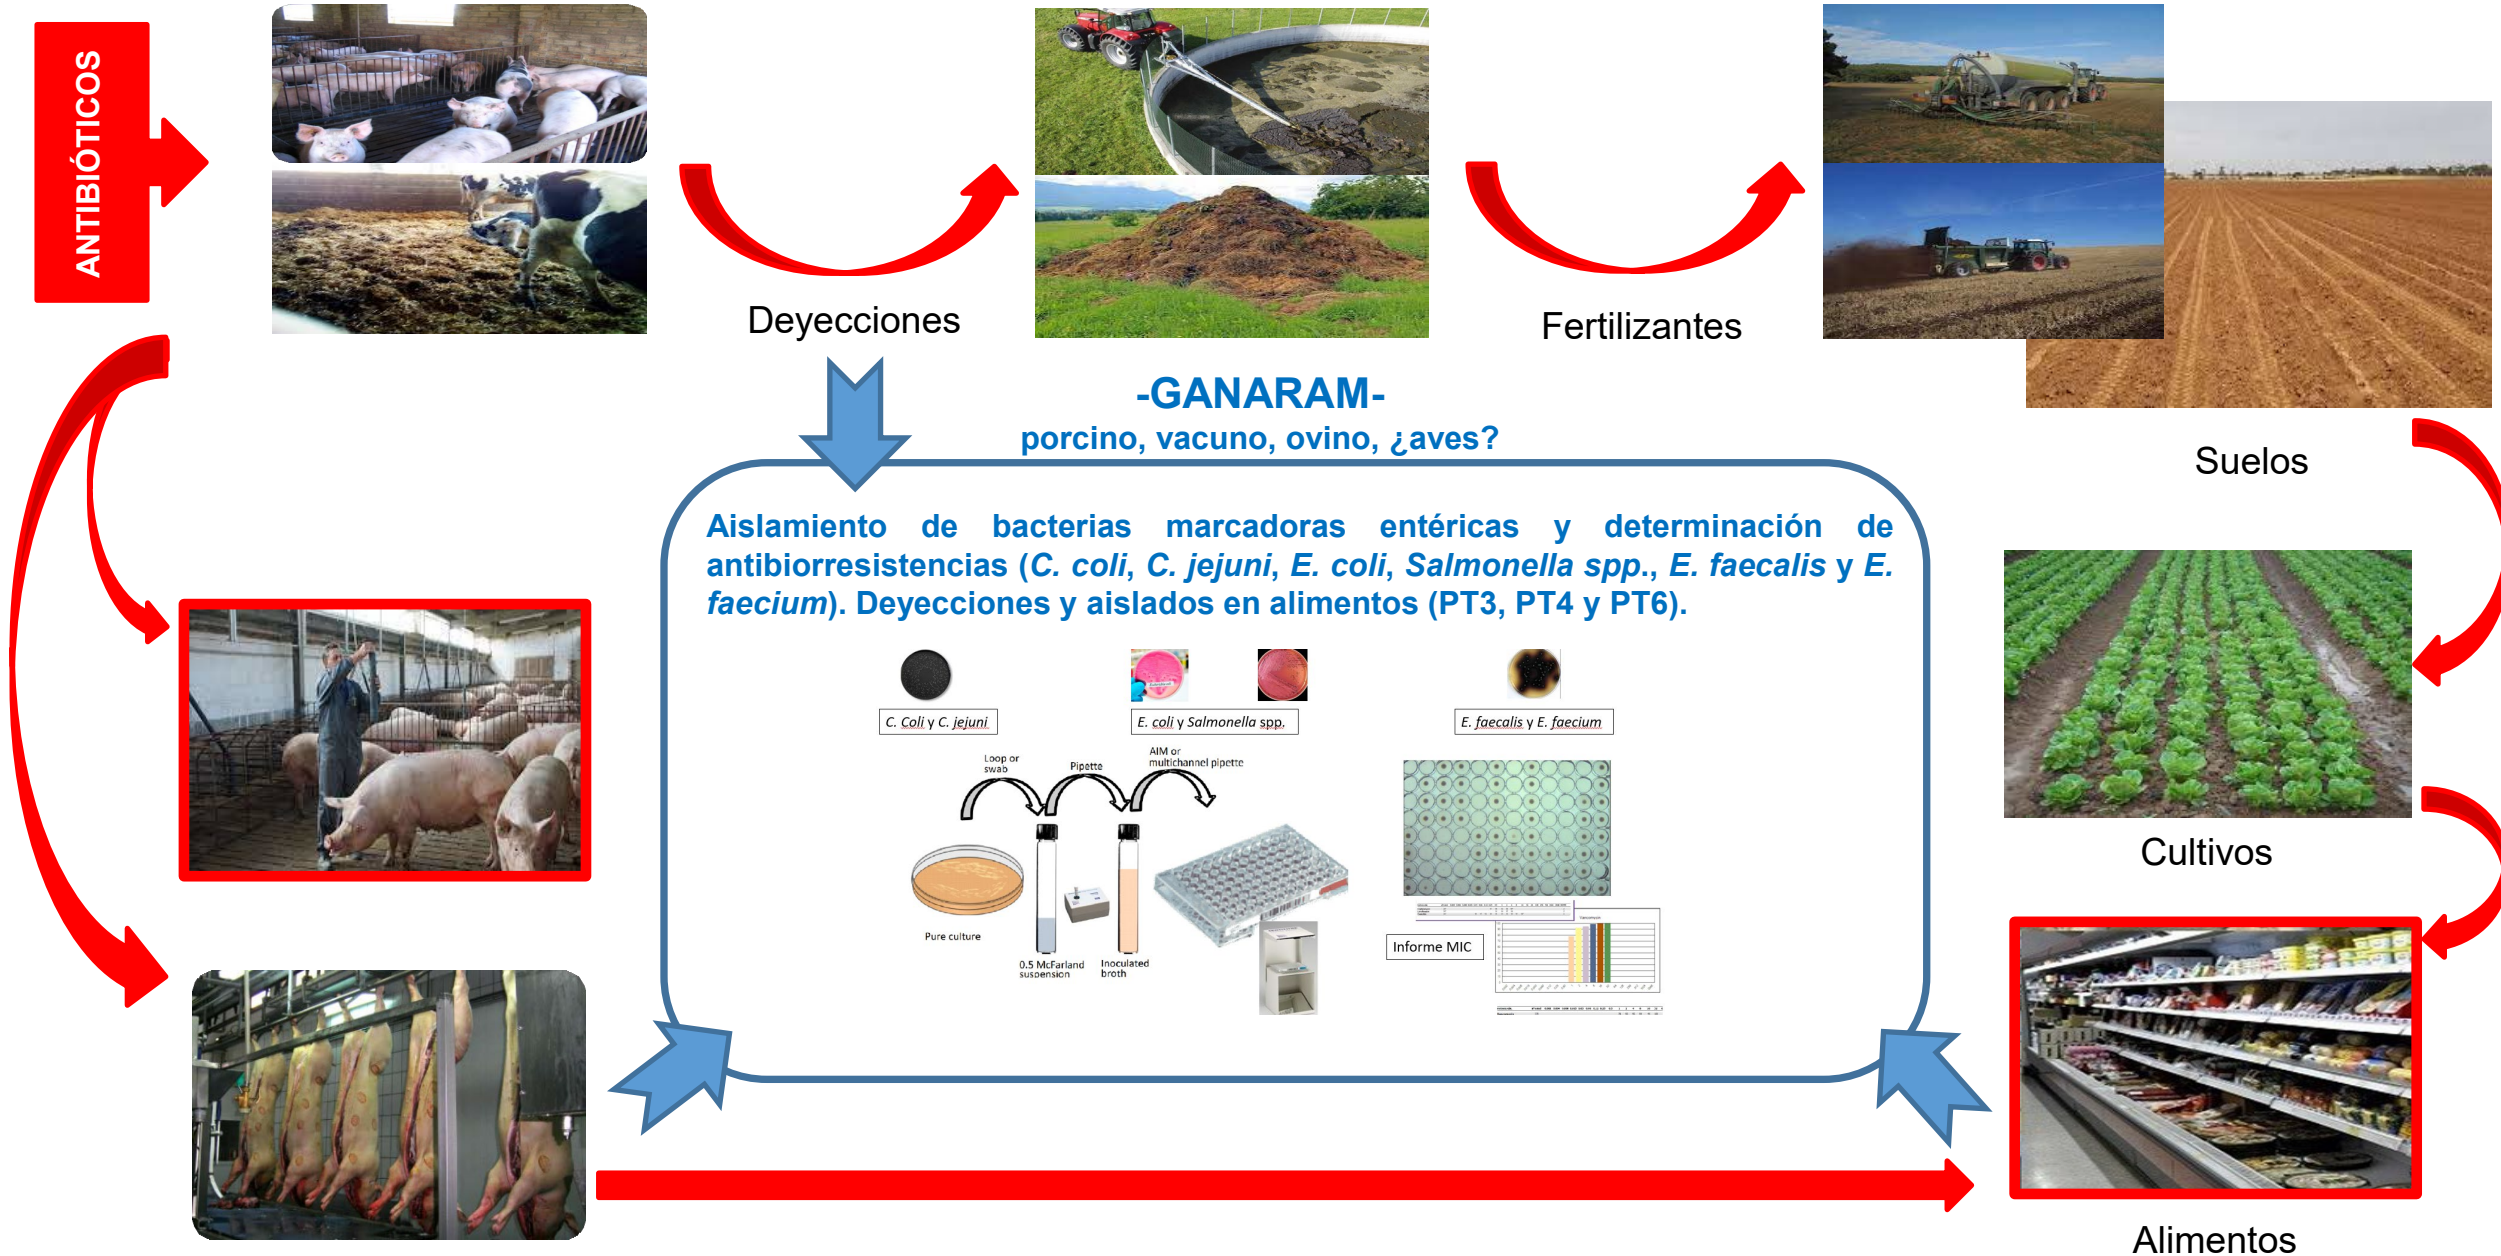 ANTIBIÓTICOS
Deyecciones
Fertilizantes
-GANARAM-
porcino, vacuno, ovino, ¿aves?
Suelos
Aislamiento de bacterias marcadoras entéricas y determinación de
antibiorresistencias (C. coli, C. jejuni, E. coli, Salmonella spp., E. faecalis y E.
faecium). Deyecciones y aislados en alimentos (PT3, PT4 y PT6).
C. Coli y C. jejuni
E. coli y Salmonella spp.
E. faecalis y E. faecium
Loop or
swab
Pipette
AIM or
multichannel pipette
Pure culture
0.5 McFarland
suspension
Inoculated
broth
Informe MIC
Cultivos
Alimentos